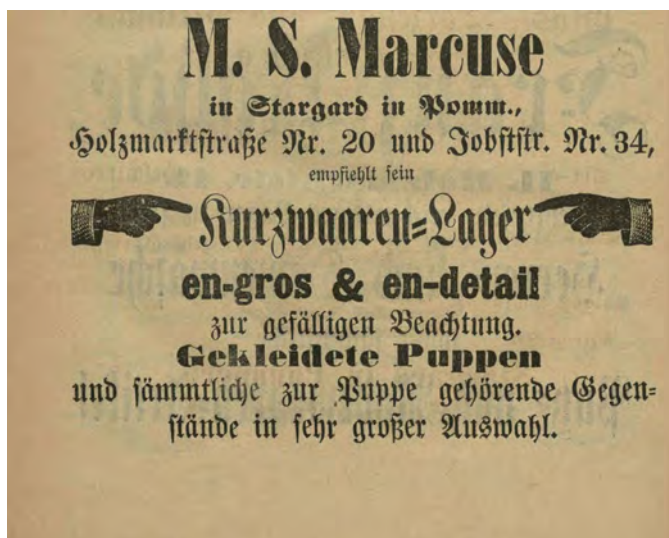 M. S. Marcuse
in Stargard in Pomm.,
Holzmarktstraße Nr. 20 und Jobststr. Nr. 34,
empfiehlt sein
Kurzwaaren-Lager
en-gros & en-detail
zur gefälligen Beachtung.
Gekleidete Puppen
und sämmtliche zur Puppe gehörende Gegen-
stände in sehr großer Auswahl.